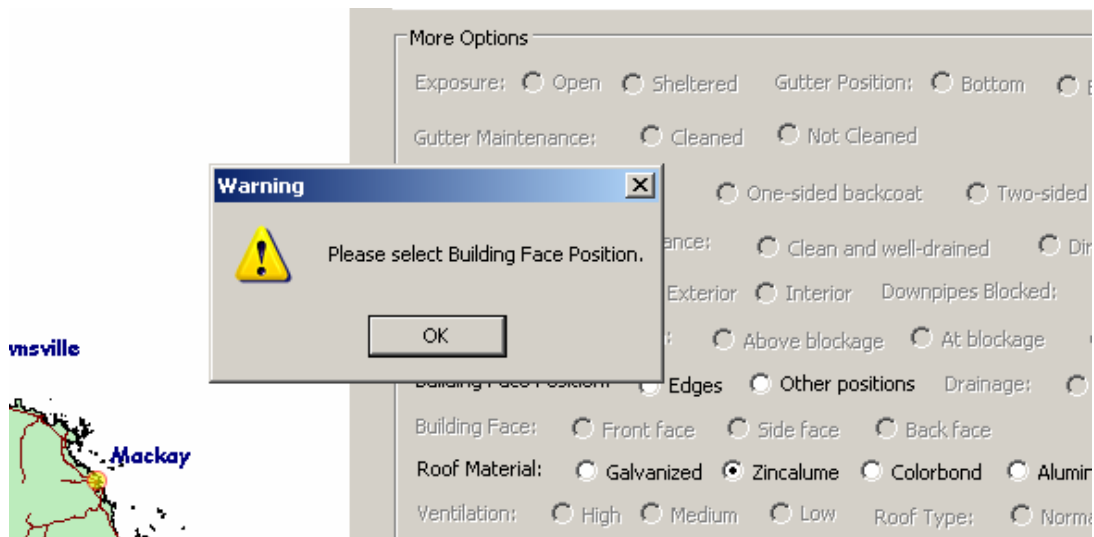 More Options
Exposure: Open Sheltered Gutter Position: Bottom
Gutter Maintenance: Cleaned Not Cleaned
Warning
One-sided backcoat Two-sided
Please select Building Face Position.
Clean and well-drained
Exterior Interior Downpipes Blocked:
OK
Above blockage At blockage
Building Face Position: Edges Other positions Drainage:
Building Face: Front face Side face Back face
Mackay
Roof Material: Galvanized Zincalume Colorbond
Ventilation: High Medium Low Roof Type: